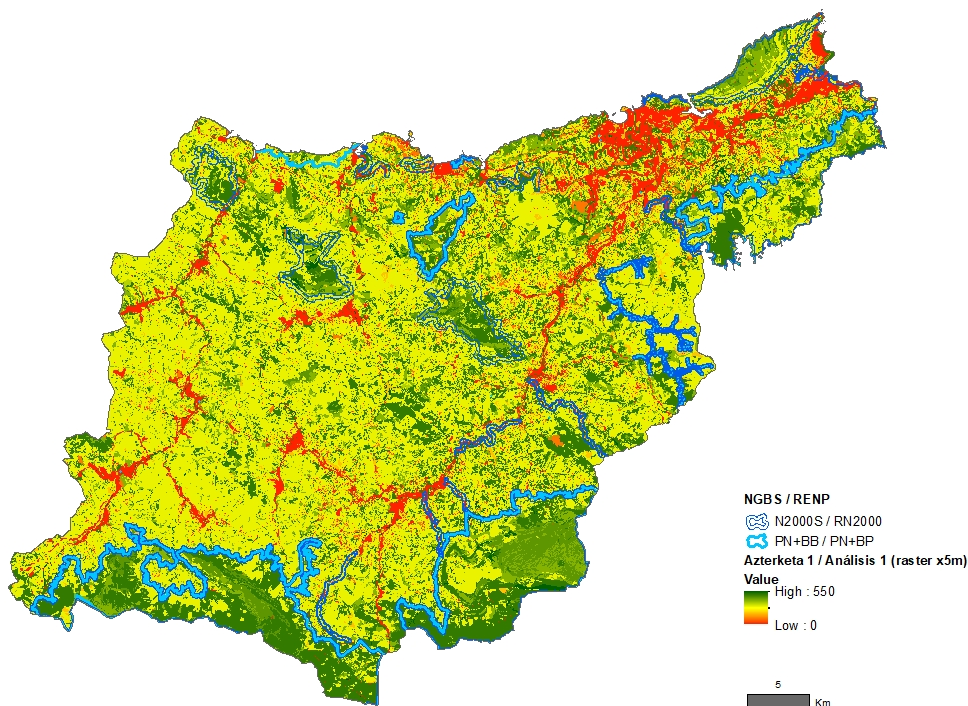 NGBS / RENP
N2000S / RN2000
PN+BB / PN+BP
Azterketa 1 / Análisis 1 (raster x5m)
Value
High : 550
Low : 0
5
Km